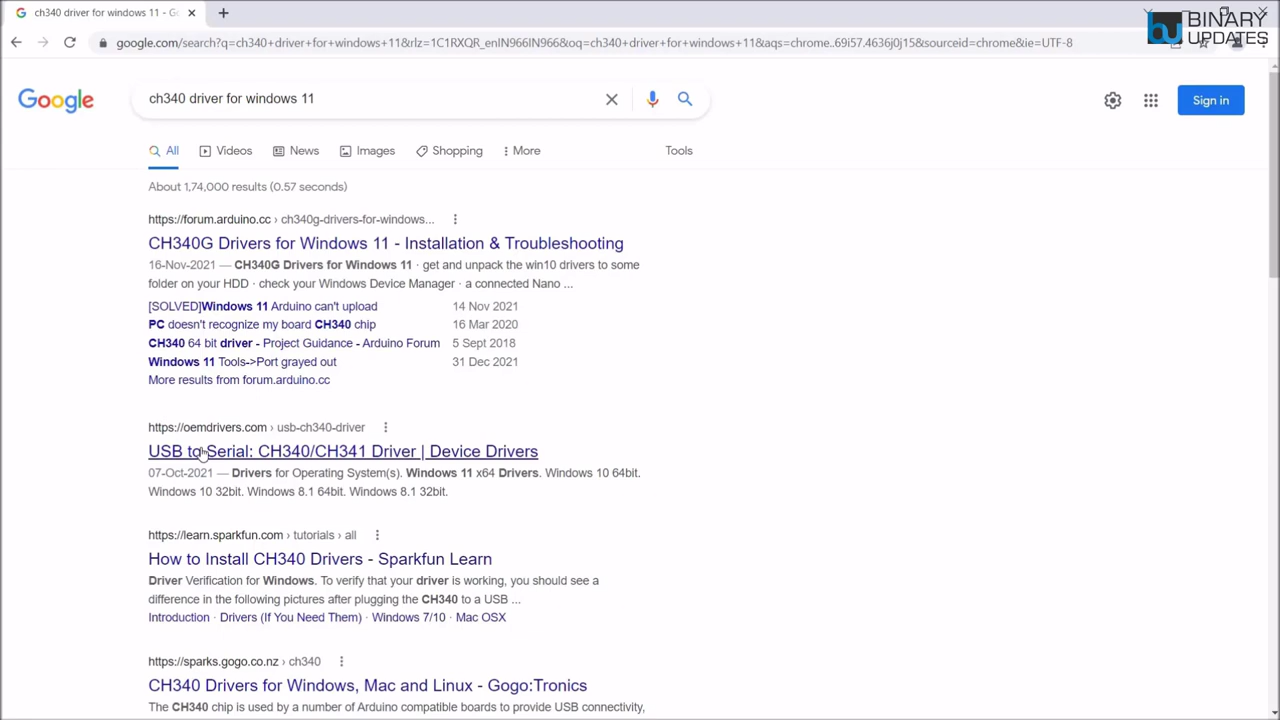 ch340 driver for windows 11 - Go
BINARY
UPDATES
google.com/search?q=ch340+driver+for+windows+11&rlz=1C1
R_enIN966IN966&oq=ch340+driver+for+windows+11&aqs=chrome..69i57.4636j0j15&sourceid=chrome&ie=UTF-8
Google
ch340 driver for windows 11
Sign in
All Videos News Images Shopping More Tools
About 1,74,000 results (0.57 seconds)
https://forum.arduino.cc › ch340g-drivers-for-windows...
CH340G Drivers for Windows 11 - Installation & Troubleshooting
16-Nov-2021 — CH340G Drivers for Windows 11 · get and unpack the win10 drivers to some
folder on your HDD · check your Windows Device Manager · a connected Nano ...
[SOLVED]Windows 11 Arduino can't upload 14 Nov 2021
PC doesn't recognize my board CH340 chip 16 Mar 2020
CH340 64 bit driver - Project Guidance - Arduino Forum 5 Sept 2018
Windows 11 Tools->Port grayed out 31 Dec 2021
More results from forum.arduino.cc
https://oemdrivers.com › usb-ch340-driver
USB to Serial: CH340/CH341 Driver | Device Drivers
07-Oct-2021 — Drivers for Operating System(s). Windows 11 x64 Drivers. Windows 10 64bit.
Windows 10 32bit. Windows 8.1 64bit. Windows 8.1 32bit.
https://learn.sparkfun.com › tutorials › all
How to Install CH340 Drivers - Sparkfun Learn
Driver Verification for Windows. To verify that your driver is working, you should see a
difference in the following pictures after plugging the CH340 to a USB ...
Introduction · Drivers (If You Need Them) · Windows 7/10 · Mac OSX
https://sparks.gogo.co.nz › ch340
CH340 Drivers for Windows, Mac and Linux - Gogo:Tronics
The CH340 chip is used by a number of Arduino compatible boards to provide USB connectivity,